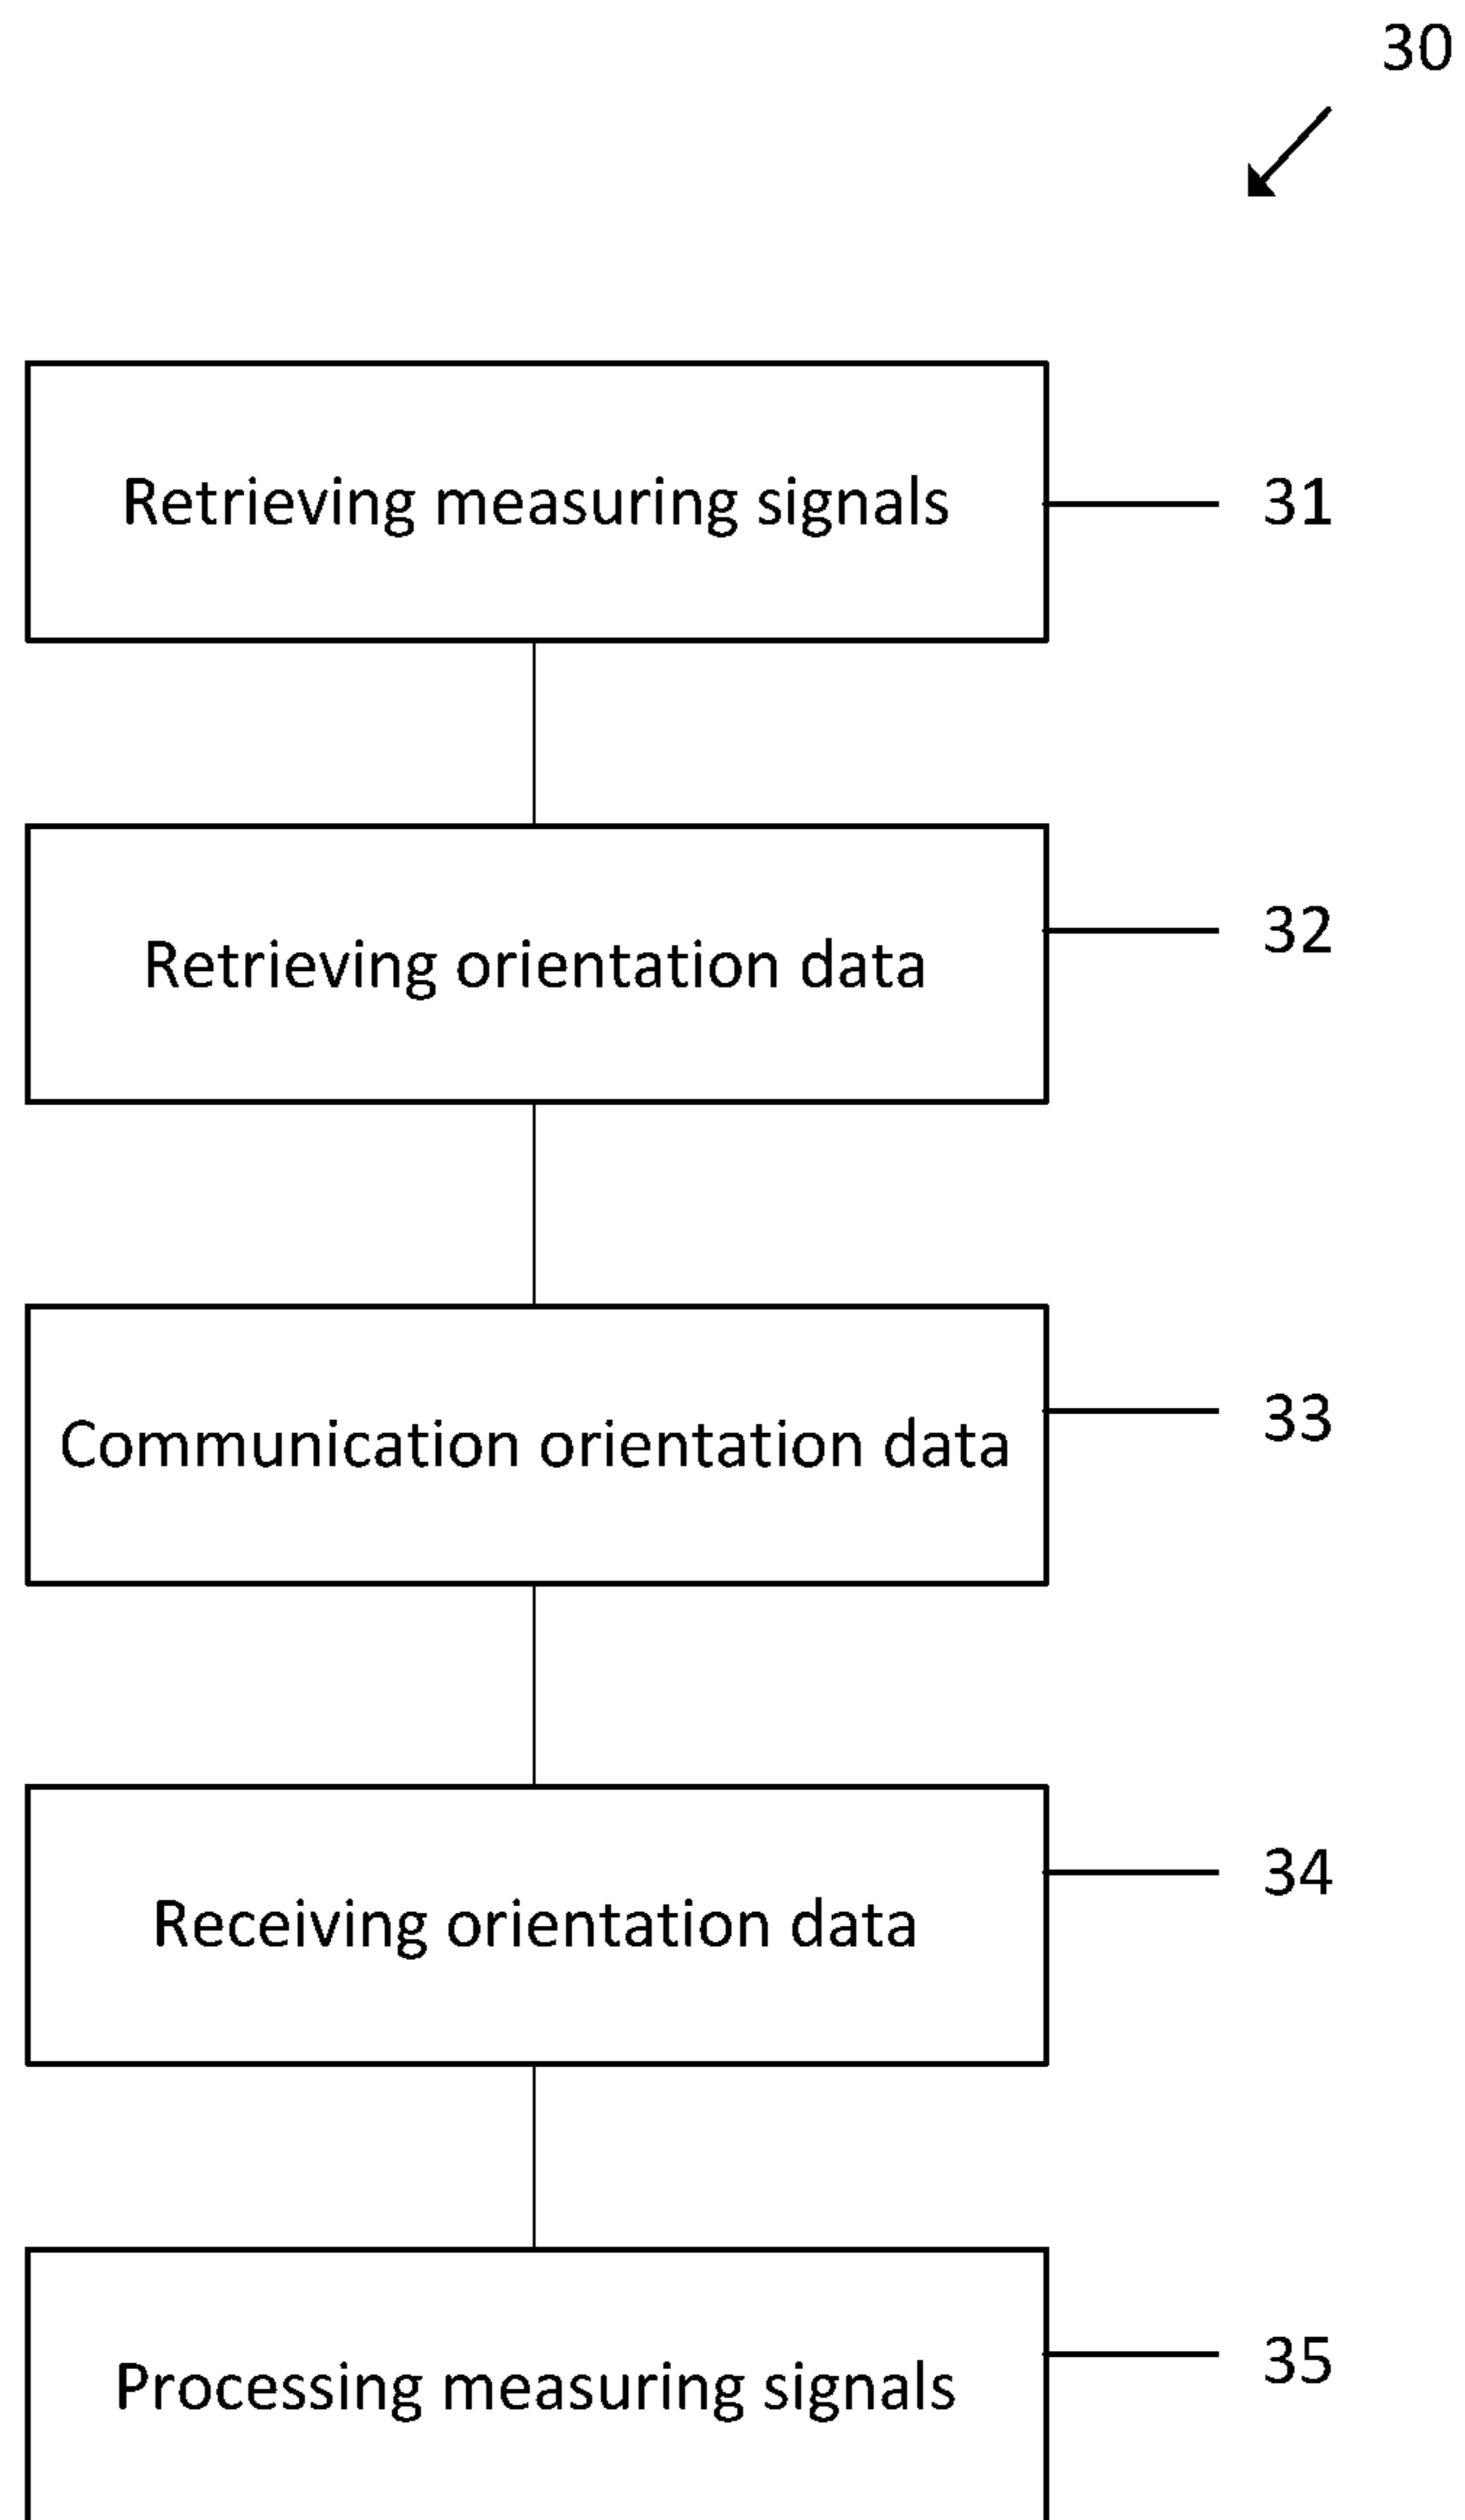 30
Retrieving measuring signals
31
Retrieving orientation data
32
Communication orientation data
33
Receiving orientation data
34
Processing measuring signals
35